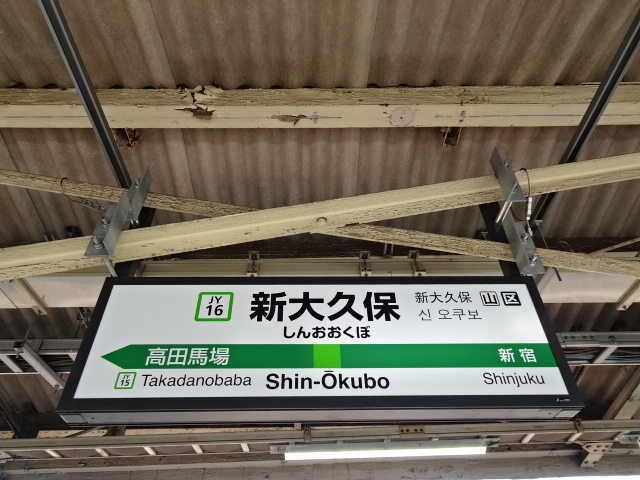 JY
16
新大久保
しんおおくぼ
新大久保 山 区
신 오쿠보
高田馬場
新宿
JY
15
Takadanobaba
Shin-Ōkubo
Shinjuku